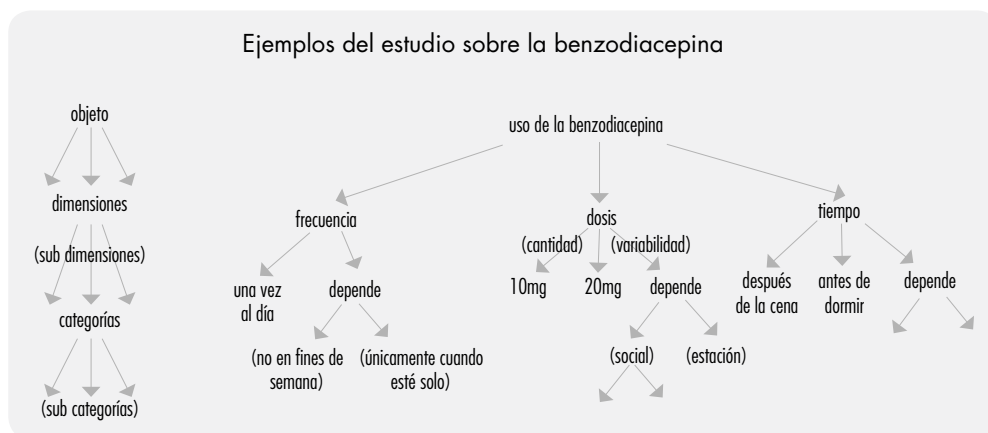 Ejemplos del estudio sobre la benzodiacepina
objeto
dimensiones
(sub dimensiones)
categorías
(sub categorías)
uso de la benzodiacepina
frecuencia
una vez
al día
depende
(no en fines de
semana)
(únicamente cuando
esté solo)
dosis
(cantidad)
(variabilidad)
10mg
20mg
depende
(social)
(estación)
tiempo
después
de la cena
antes de
dormir
depende